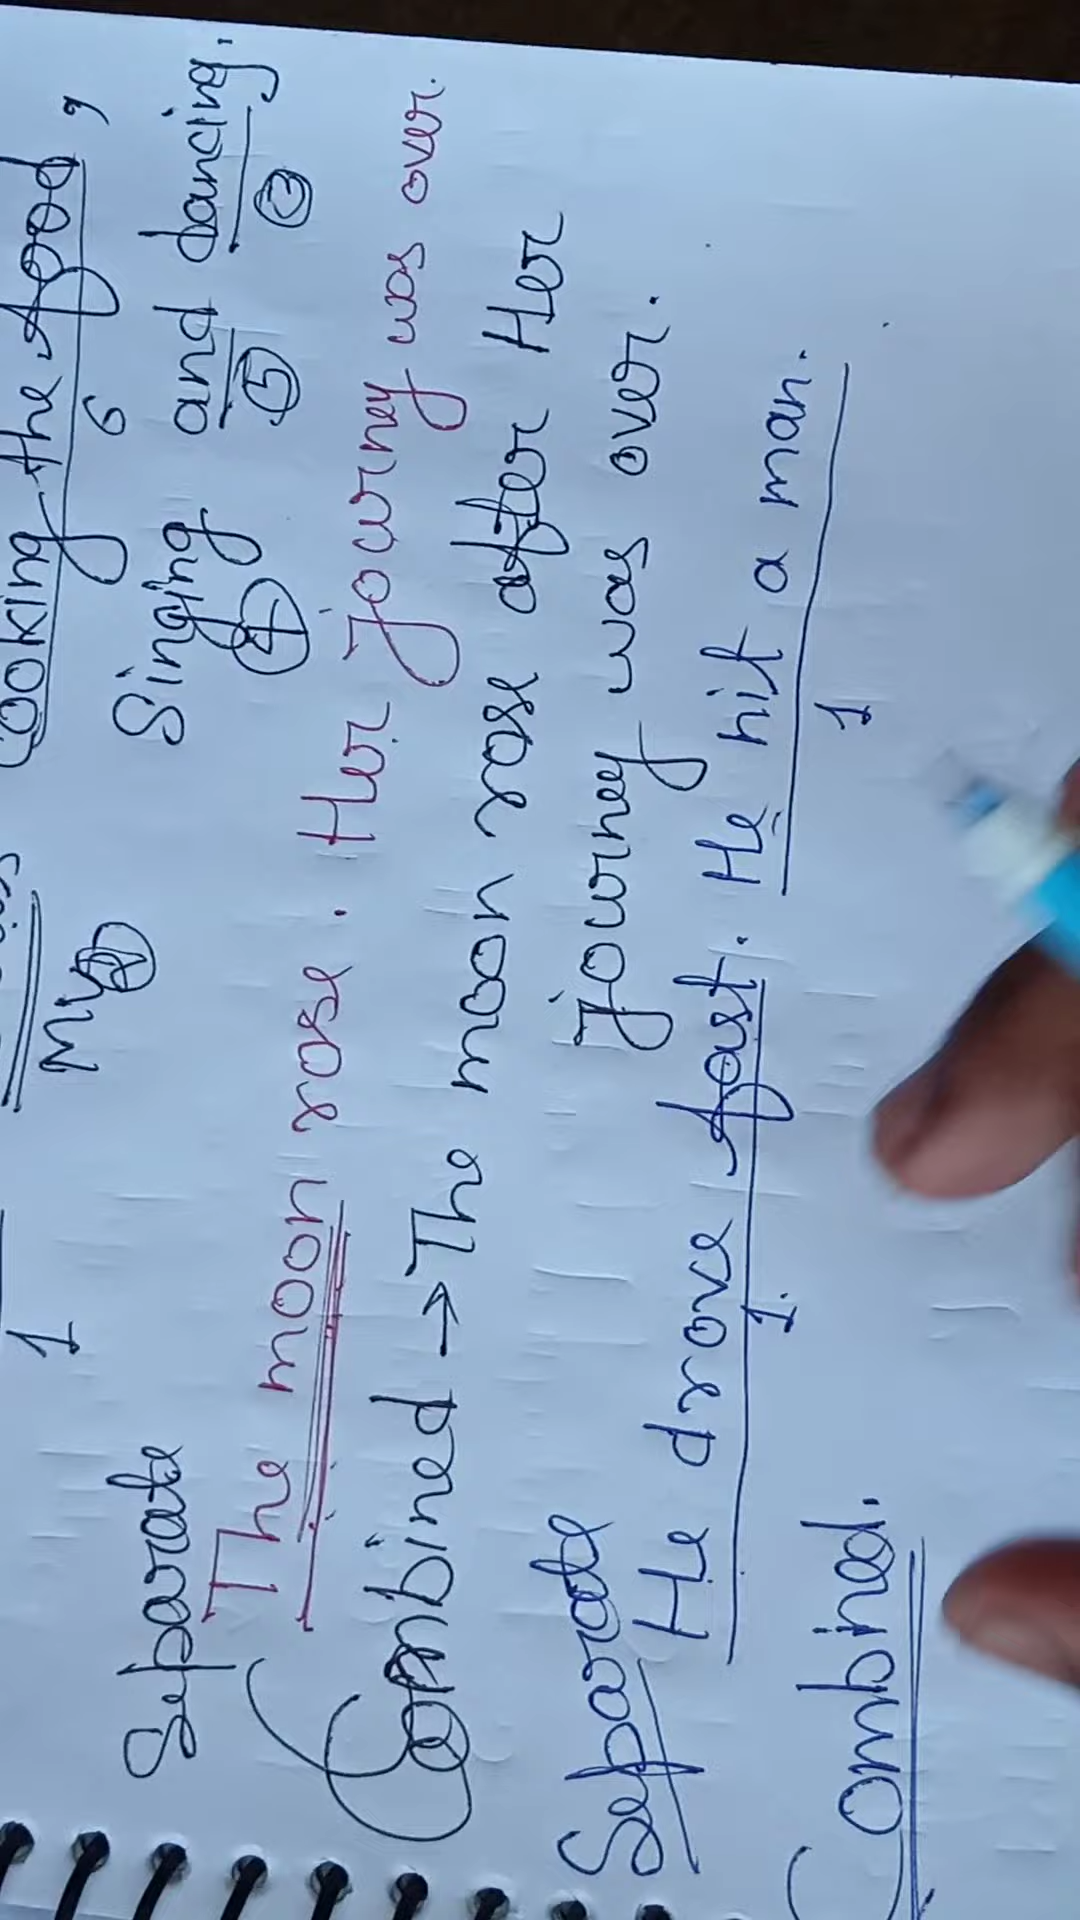 1
My 2
cooking the food,
6
Singing and dancing.
4 5 3
Separate
The moon rose. Her journey was over.
Combined → The moon rose after Her
journey was over.
Separate
He drove fast. He hit a man.
1. 1
Combined.